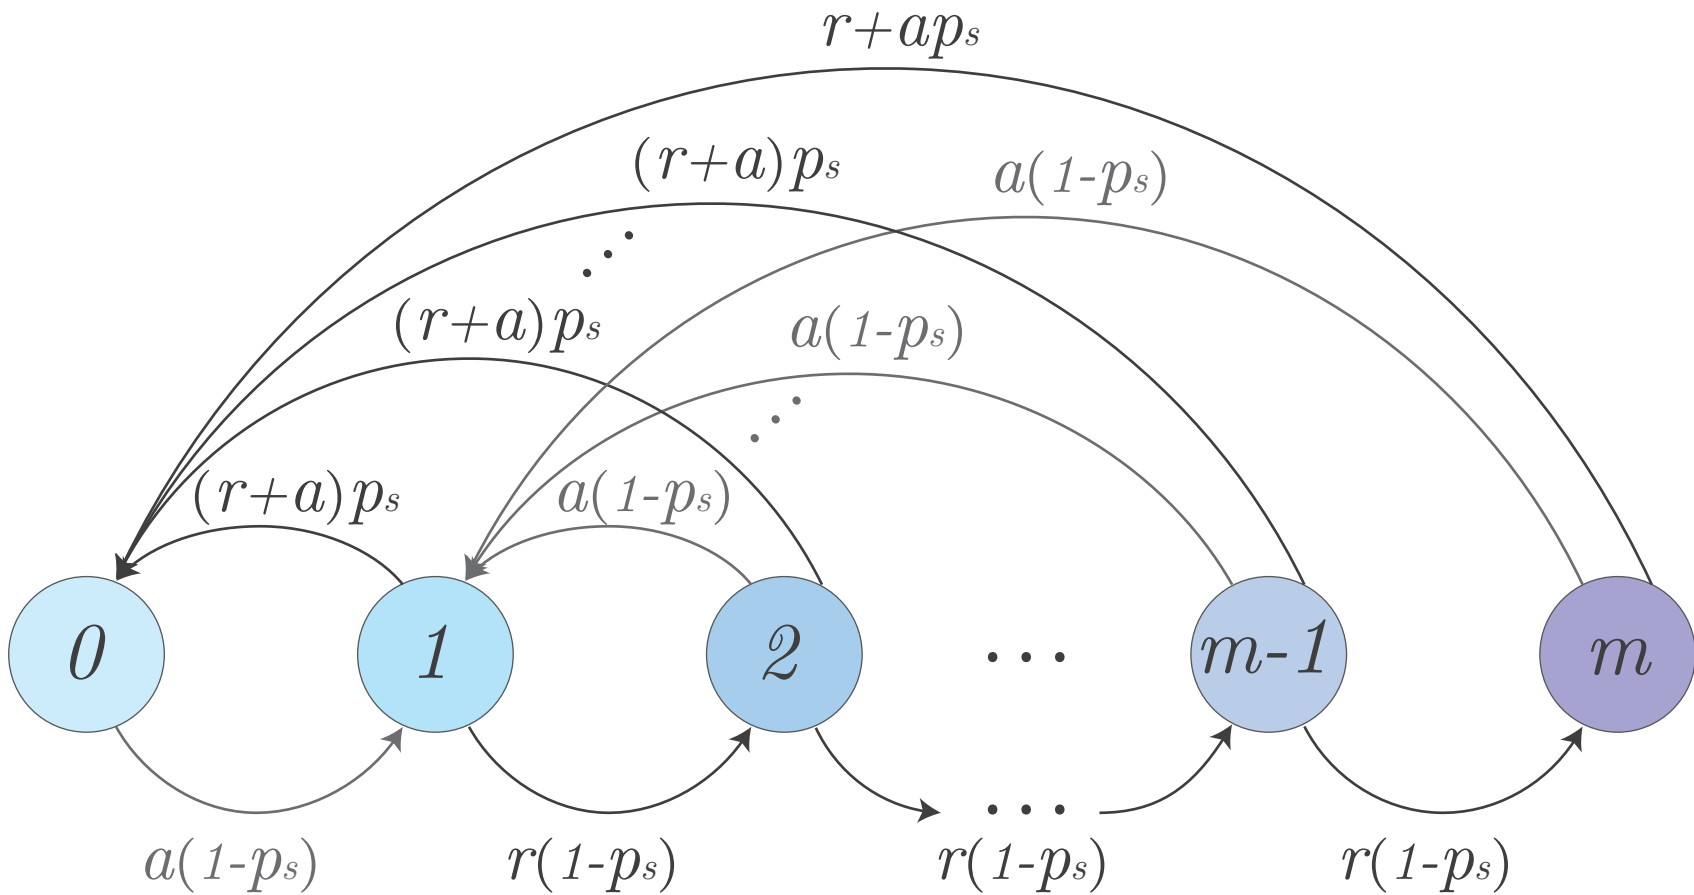 r+aps
(r+a)ps
a(1-ps)
(r+a)ps
a(1-ps)
(r+a)ps
a(1-ps)
0
1
2
...
m-1
m
...
a(1-ps)
r(1-ps)
r(1-ps)
r(1-ps)